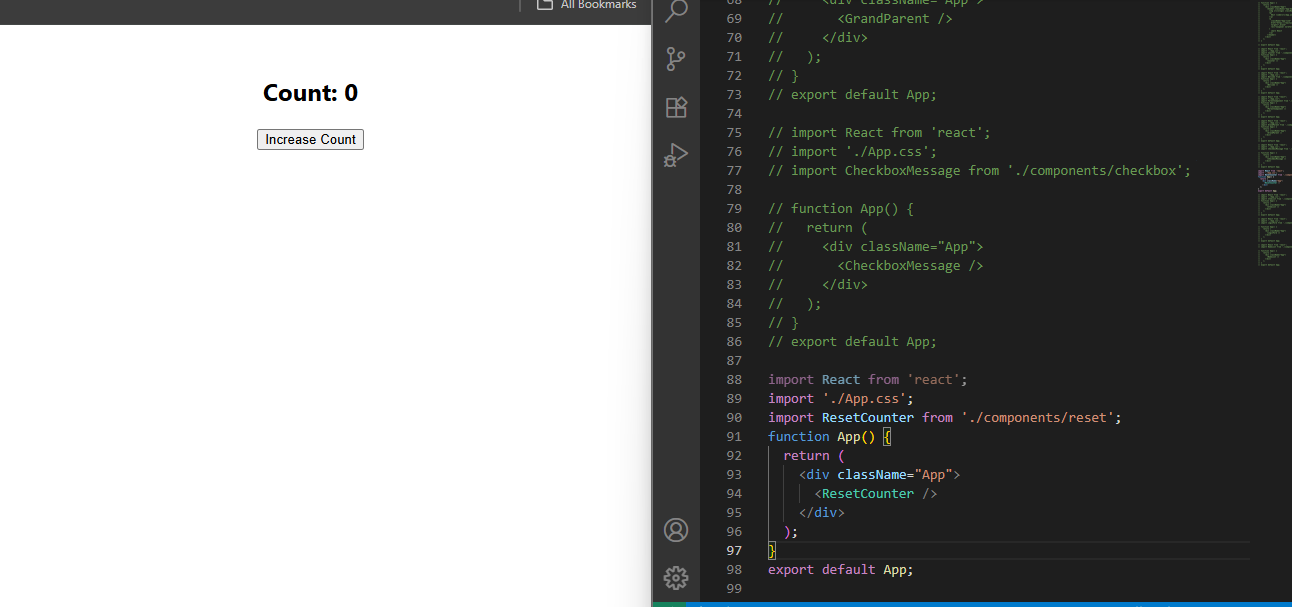 All Bookmarks
Count: 0
Increase Count
68 // <div className="App">
69 // <GrandParent />
70 // </div>
71 // );
72 // }
73 // export default App;
74
75 // import React from 'react';
76 // import './App.css';
77 // import CheckboxMessage from './components/checkbox';
78
79 // function App() {
80 // return (
81 // <div className="App">
82 // <CheckboxMessage />
83 // </div>
84 // );
85 // }
86 // export default App;
87
88 import React from 'react';
89 import './App.css';
90 import ResetCounter from './components/reset';
91 function App() {
92 return (
93 <div className="App">
94 <ResetCounter />
95 </div>
96 );
97 }
98 export default App;
99